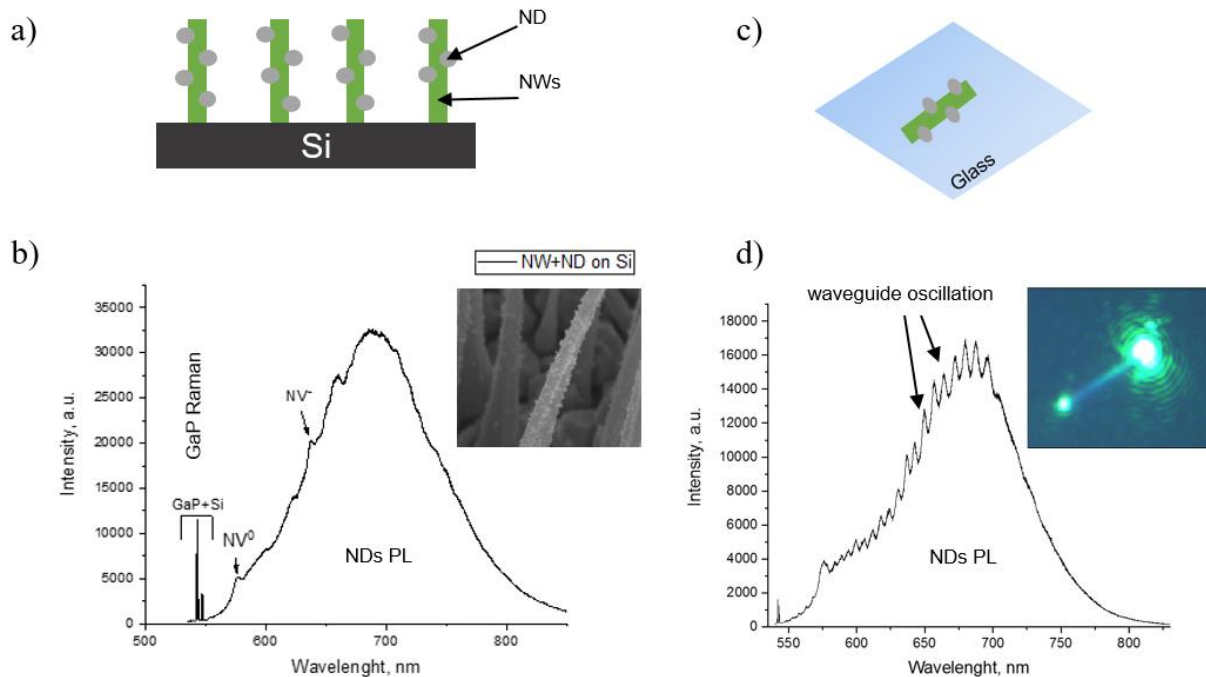 a)
ND
NWs
Si
c)
Glass
b)
NW+ND on Si
Intensity, a.u.
35000
30000
25000
20000
15000
10000
5000
0
GaP Raman
GaP+Si
NV⁰
NV⁻
NDs PL
500
600
700
800
Wavelenght, nm
d)
waveguide oscillation
Intensity, a.u.
18000
16000
14000
12000
10000
8000
6000
4000
2000
0
NDs PL
550
600
650
700
750
800
Wavelenght, nm